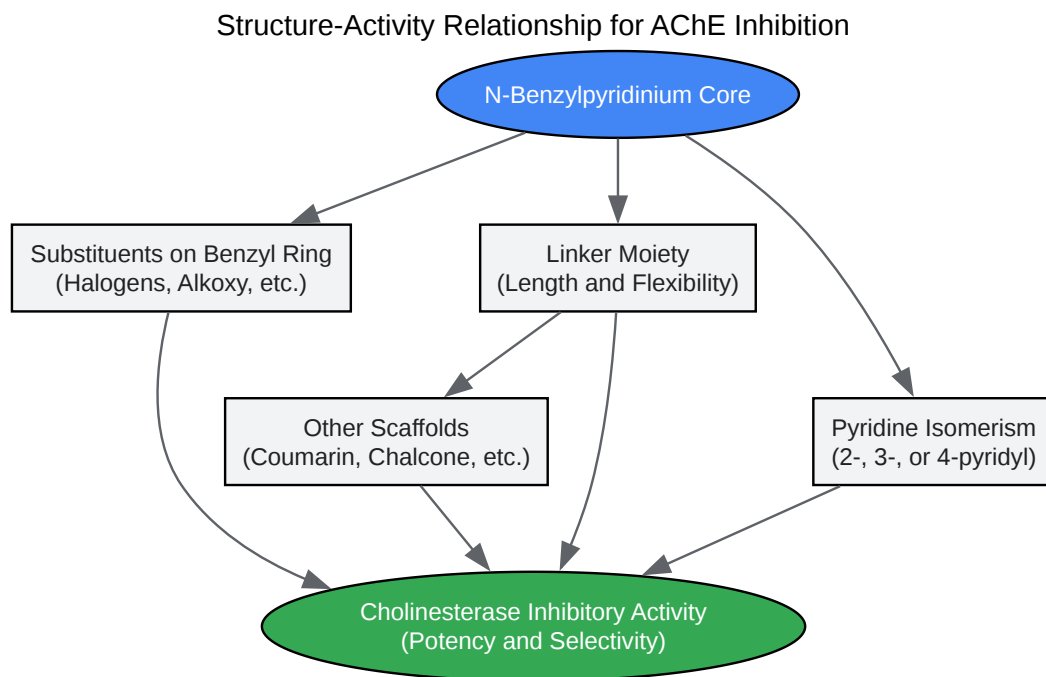 Structure-Activity Relationship for AChE Inhibition
N-Benzylpyridinium Core
Substituents on Benzyl Ring
(Halogens, Alkoxy, etc.)
Linker Moiety
(Length and Flexibility)
Other Scaffolds
(Coumarin, Chalcone, etc.)
Pyridine Isomerism
(2-, 3-, or 4-pyridyl)
Cholinesterase Inhibitory Activity
(Potency and Selectivity)